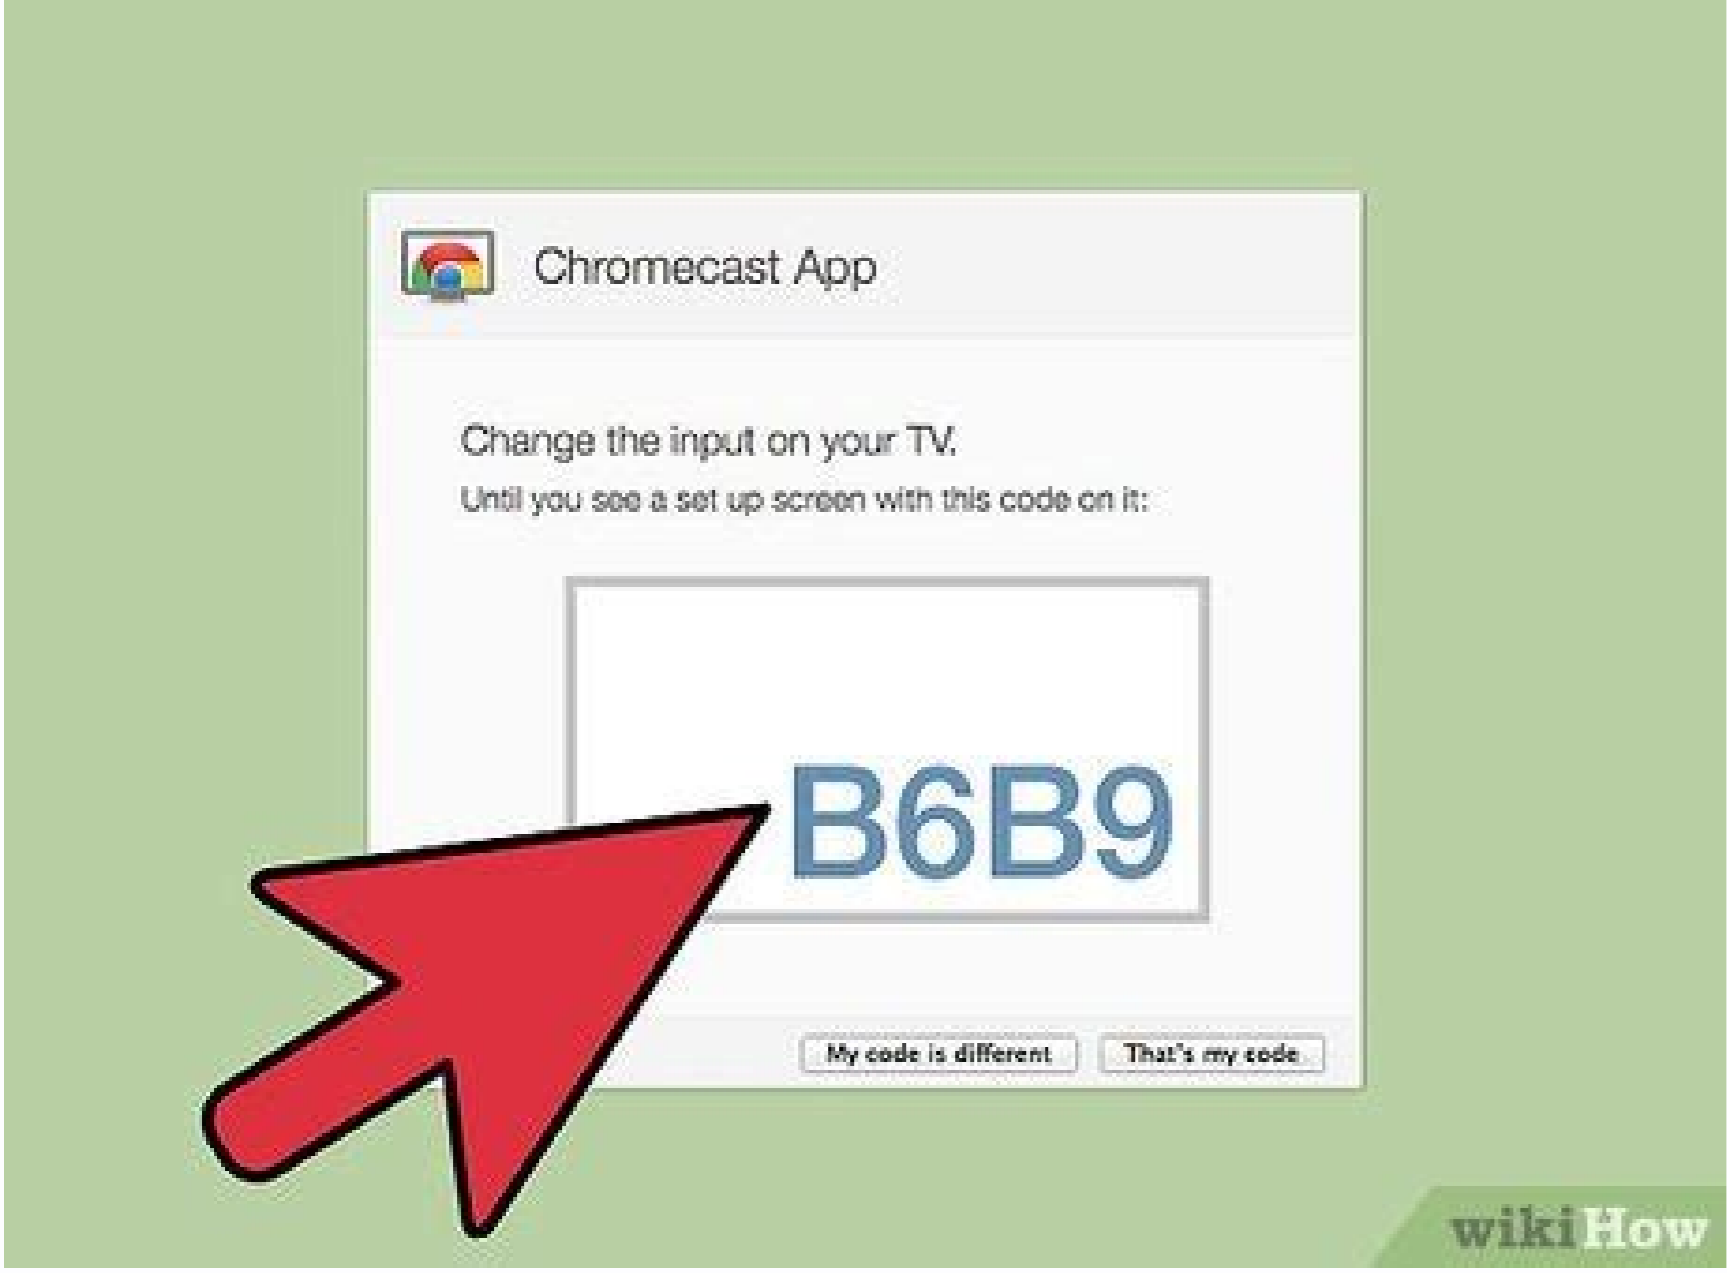 Chromecast App
Change the input on your TV.
Until you see a set up screen with this code on it:
B6B9
My code is different
That's my code
wikiHow